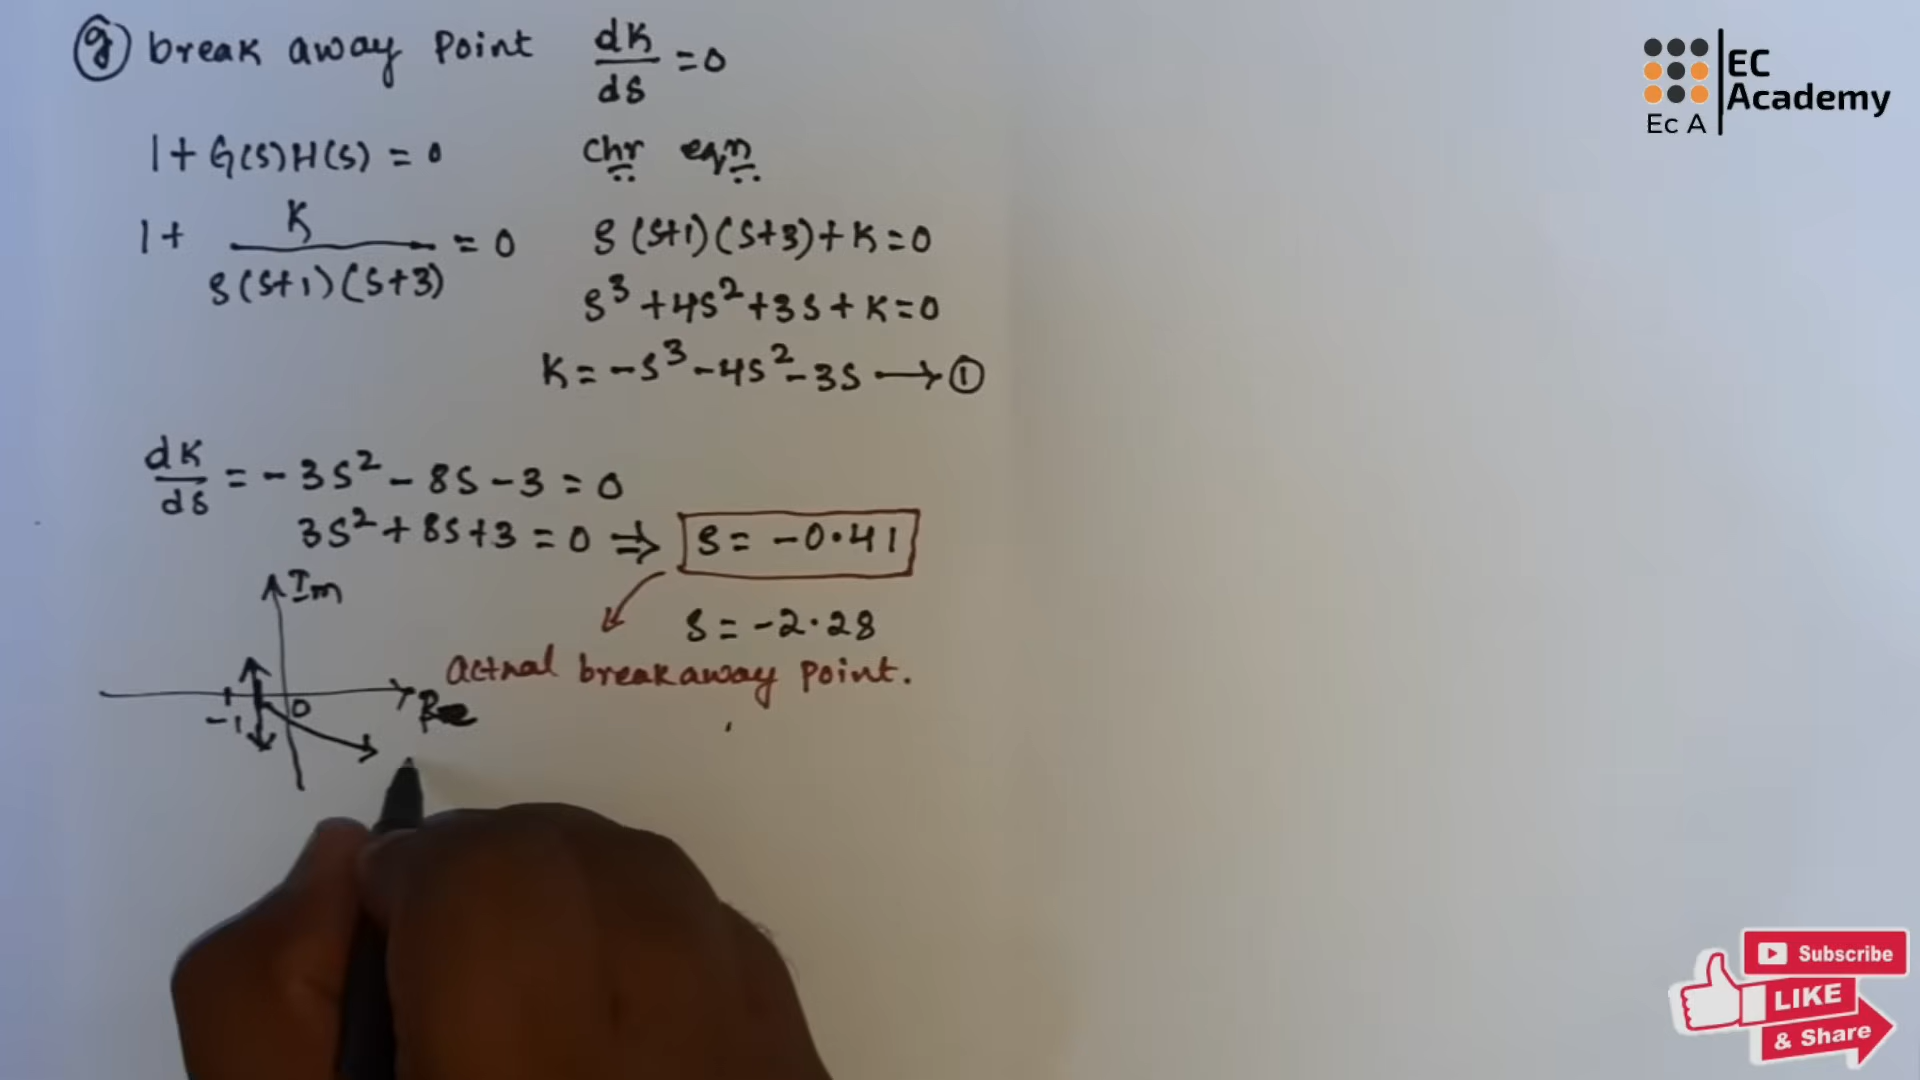 g break away point dK/ds = 0
1 + G(s)H(s) = 0 chr eqn
1 + K/s(s+1)(s+3) = 0 s(s+1)(s+3)+K=0
s³ + 4s² + 3s + K = 0
K = -s³ - 4s² - 3s → ①
dK/ds = -3s² - 8s - 3 = 0
3s² + 8s + 3 = 0 ⇒ s = -0.41
Im
s = -2.28
Actual breakaway point.
-1 0 Re
EC
Academy
Ec A
Subscribe
LIKE
& Share